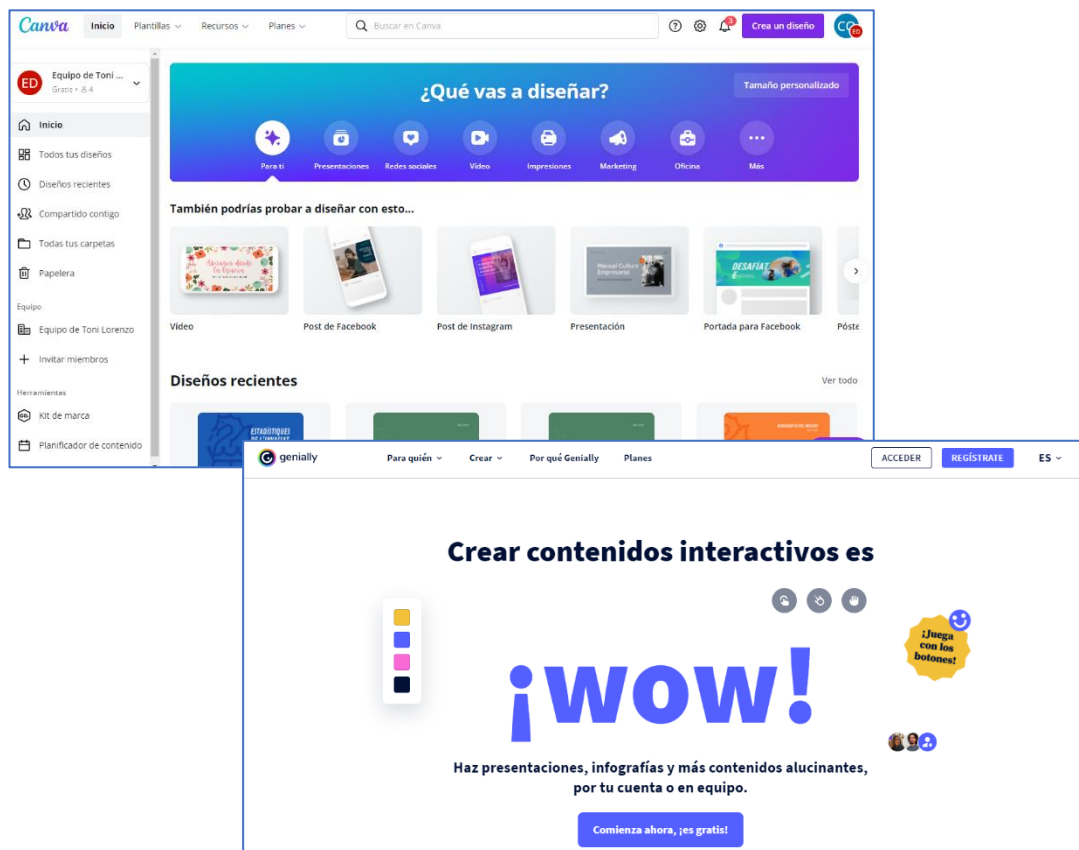 Canva Inicio Plantillas Recursos Planes Buscar en Canva 3 Crea un diseño
ED
ED Equipo de Toni ...
Gratis • 4
Inicio
Todos tus diseños
Diseños recientes
Compartido contigo
Todas tus carpetas
Papelera
Equipo
Equipo de Toni Lorenzo
Invitar miembros
Herramientas
Kit de marca
Planificador de contenido
¿Qué vas a diseñar?
Tamaño personalizado
Para ti Presentaciones Redes sociales Vídeo Impresiones Marketing Oficina Más
También podrías probar a diseñar con esto...
Manual Cultura
Empresarial
DESAFÍAT
E
Vídeo Post de Facebook Post de Instagram Presentación Portada para Facebook Póste
Diseños recientes
Ver todo
ESTADÍSTIQUES
genially Para quién Crear Por qué Genially Planes ACCEDER REGÍSTRATE ES
Crear contenidos interactivos es
¡Juega
con los
botones!
¡WOW!
Haz presentaciones, infografías y más contenidos alucinantes,
por tu cuenta o en equipo.
Comienza ahora, ¡es gratis!